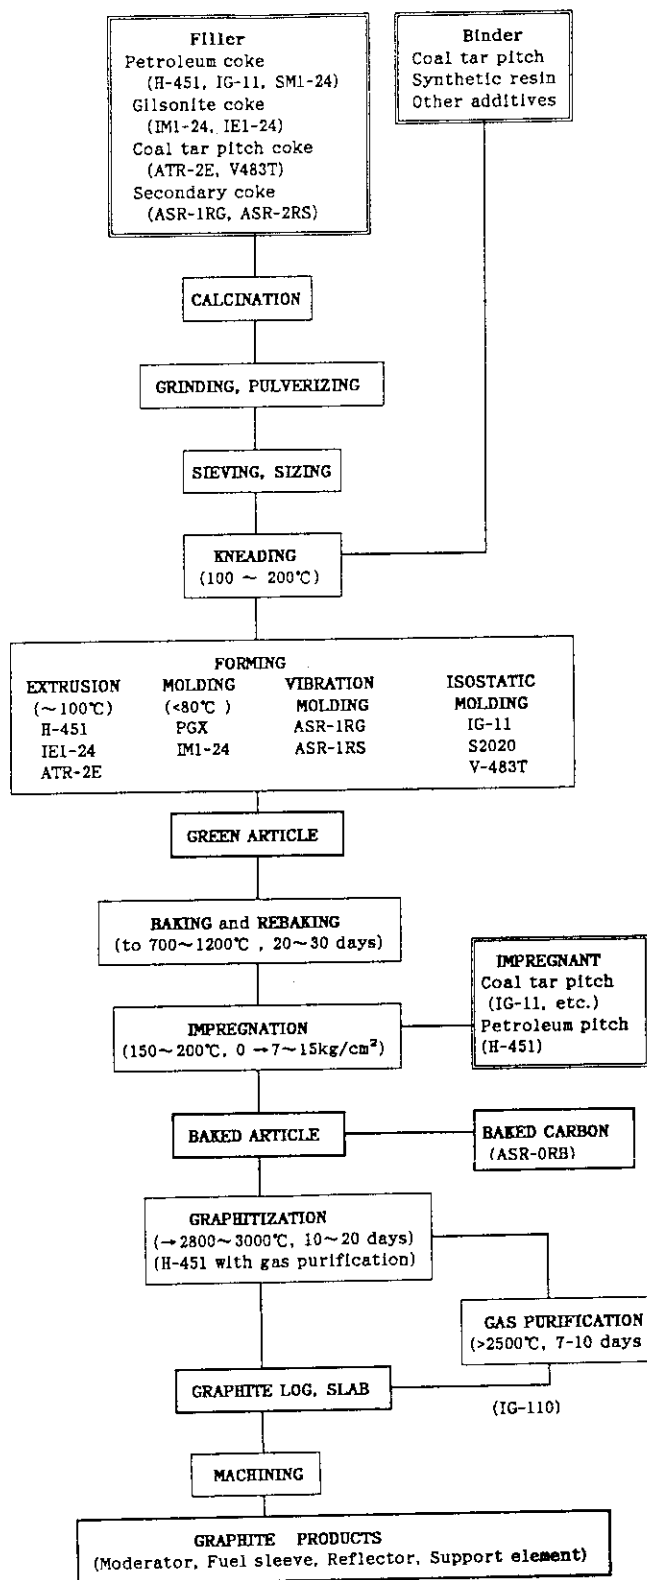 Filler
Petroleum coke
(H-451, IG-11, SM1-24)
Gilsonite coke
(IM1-24, IE1-24)
Coal tar pitch coke
(ATR-2E, V483T)
Secondary coke
(ASR-1RG, ASR-2RS)
Binder
Coal tar pitch
Synthetic resin
Other additives
CALCINATION
GRINDING, PULVERIZING
SIEVING, SIZING
KNEADING
(100 ~ 200℃)
FORMING
EXTRUSION
(~100℃)
H-451
IE1-24
ATR-2E
MOLDING
(<80℃ )
PGX
IM1-24
VIBRATION
MOLDING
ASR-1RG
ASR-1RS
ISOSTATIC
MOLDING
IG-11
S2020
V-483T
GREEN ARTICLE
BAKING and REBAKING
(to 700~1200℃ , 20~30 days)
IMPREGNATION
(150~200℃, 0 →7~15kg/cm²)
IMPREGNANT
Coal tar pitch
(IG-11, etc.)
Petroleum pitch
(H-451)
BAKED ARTICLE
BAKED CARBON
(ASR-0RB)
GRAPHITIZATION
(→2800~3000℃, 10~20 days)
(H-451 with gas purification)
GAS PURIFICATION
(>2500℃, 7-10 days
GRAPHITE LOG, SLAB
(IG-110)
MACHINING
GRAPHITE PRODUCTS
(Moderator, Fuel sleeve, Reflector, Support element)